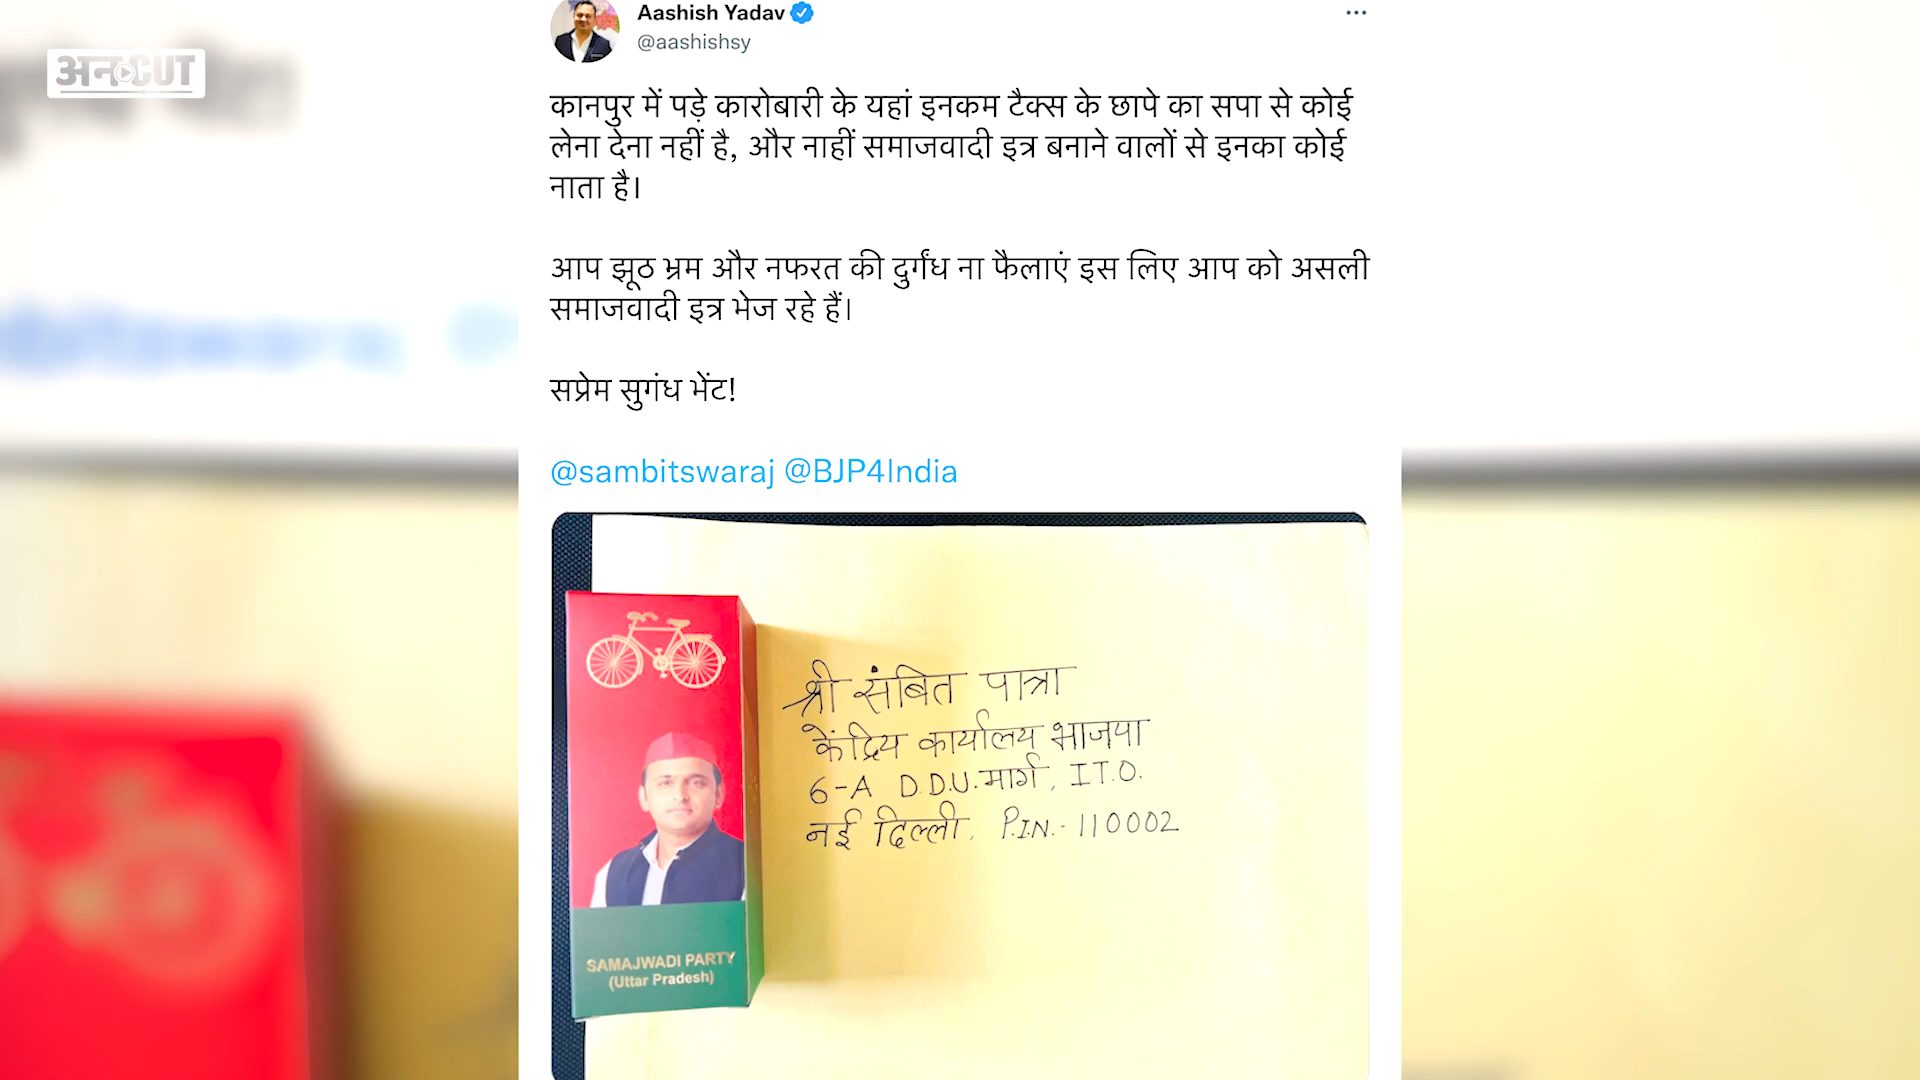 अनCUT
Aashish Yadav
@aashishsy
कानपुर में पड़े कारोबारी के यहां इनकम टैक्स के छापे का सपा से कोई
लेना देना नहीं है, और नाहीं समाजवादी इत्र बनाने वालों से इनका कोई
नाता है।
आप झूठ भ्रम और नफरत की दुर्गंध ना फैलाएं इस लिए आप को असली
समाजवादी इत्र भेज रहे हैं।
सप्रेम सुगंध भेंट!
@sambitswaraj @BJP4India
श्री संबित पात्रा
केंद्रिय कार्यालय भाजपा
6-A D.D.U. मार्ग, I.T.O.
नई दिल्ली, P.I.N.- 110002
SAMAJWADI PARTY
(Uttar Pradesh)